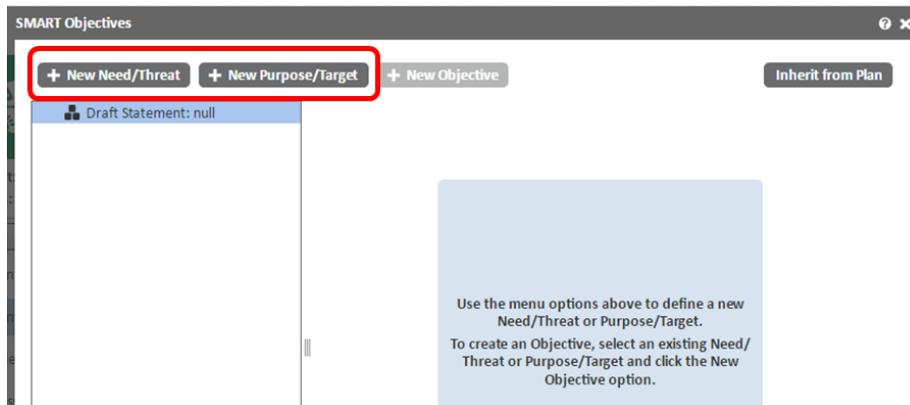 SMART Objectives
+ New Need/Threat + New Purpose/Target + New Objective Inherit from Plan
Draft Statement: null
Use the menu options above to define a new
Need/Threat or Purpose/Target.
To create an Objective, select an existing Need/
Threat or Purpose/Target and click the New
Objective option.